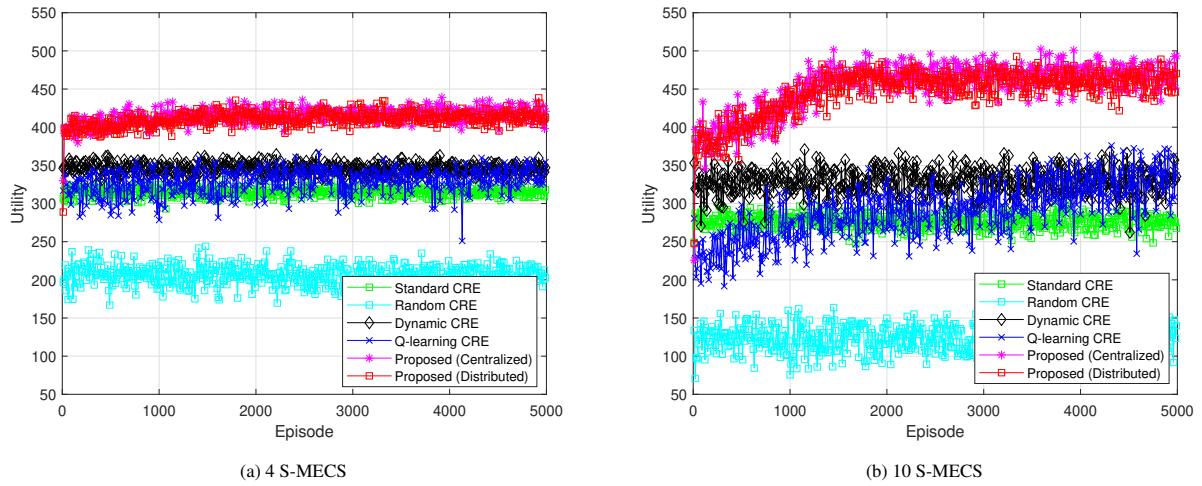 550
500
450
400
350
300
250
200
150
100
50
Utility
0 1000 2000 3000 4000 5000
Episode
Standard CRE
Random CRE
Dynamic CRE
Q-learning CRE
Proposed (Centralized)
Proposed (Distributed)
(a) 4 S-MECS
550
500
450
400
350
300
250
200
150
100
50
Utility
0 1000 2000 3000 4000 5000
Episode
Standard CRE
Random CRE
Dynamic CRE
Q-learning CRE
Proposed (Centralized)
Proposed (Distributed)
(b) 10 S-MECS